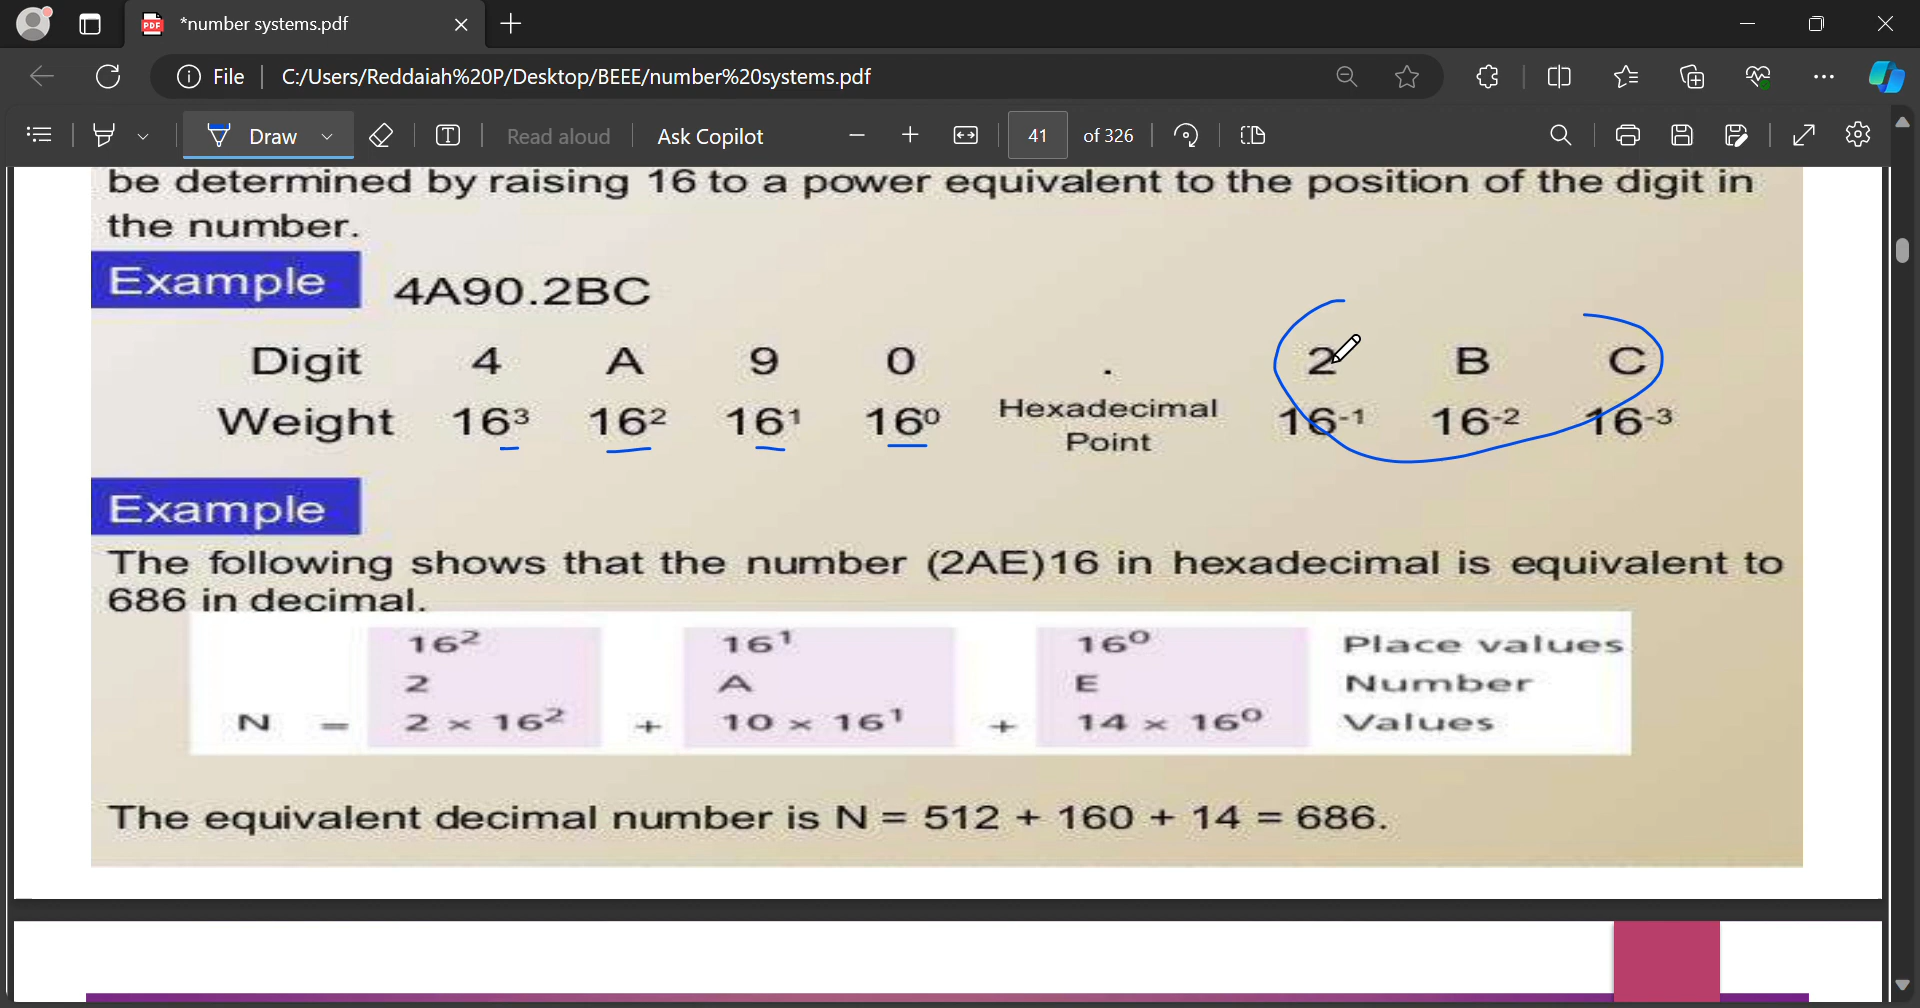 *number systems.pdf
File C:/Users/Reddaiah%20P/Desktop/BEEE/number%20systems.pdf
Draw Read aloud Ask Copilot 41 of 326
be determined by raising 16 to a power equivalent to the position of the digit in
the number.
Example 4A90.2BC
Digit 4 A 9 0 . 2 B C
Weight 16³ 16² 16¹ 16⁰ Hexadecimal Point 16⁻¹ 16⁻² 16⁻³
Example
The following shows that the number (2AE)16 in hexadecimal is equivalent to
686 in decimal.
16² 16¹ 16⁰ Place values
2 A E Number
N = 2 × 16² + 10 × 16¹ + 14 × 16⁰ Values
The equivalent decimal number is N = 512 + 160 + 14 = 686.